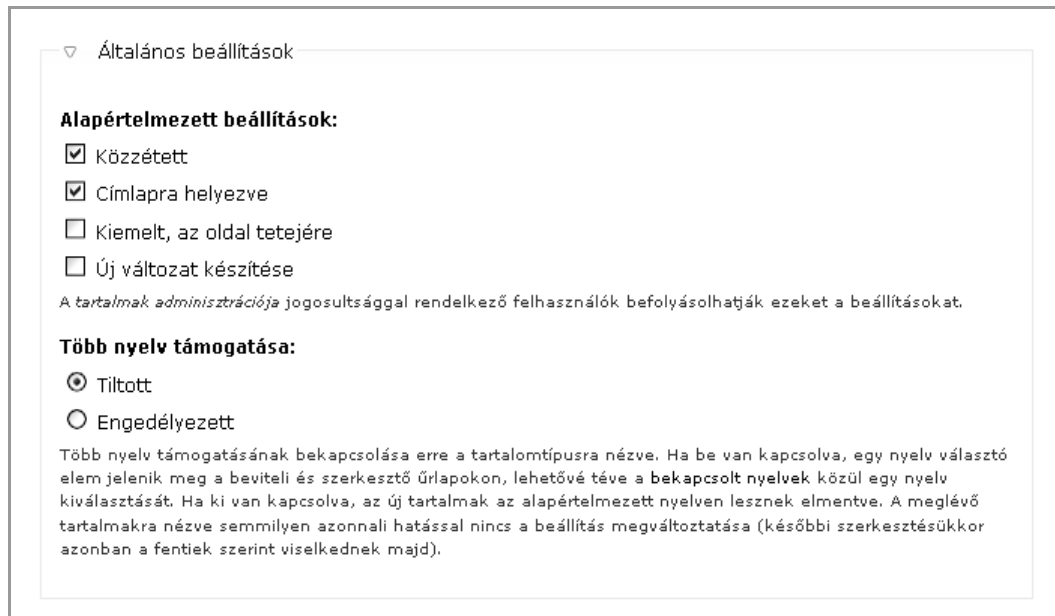 Általános beállítások
Alapértelmezett beállítások:
Közzétett
Címlapra helyezve
Kiemelt, az oldal tetejére
Új változat készítése
A tartalmak adminisztrációja jogosultsággal rendelkező felhasználók befolyásolhatják ezeket a beállításokat.
Több nyelv támogatása:
Tiltott
Engedélyezett
Több nyelv támogatásának bekapcsolása erre a tartalomtípusra nézve. Ha be van kapcsolva, egy nyelv választó
elem jelenik meg a beviteli és szerkesztő űrlapokon, lehetővé téve a bekapcsolt nyelvek közül egy nyelv
kiválasztását. Ha ki van kapcsolva, az új tartalmak az alapértelmezett nyelven lesznek elmentve. A meglévő
tartalmakra nézve semmilyen azonnali hatással nincs a beállítás megváltoztatása (későbbi szerkesztésükkor
azonban a fentiek szerint viselkednek majd).